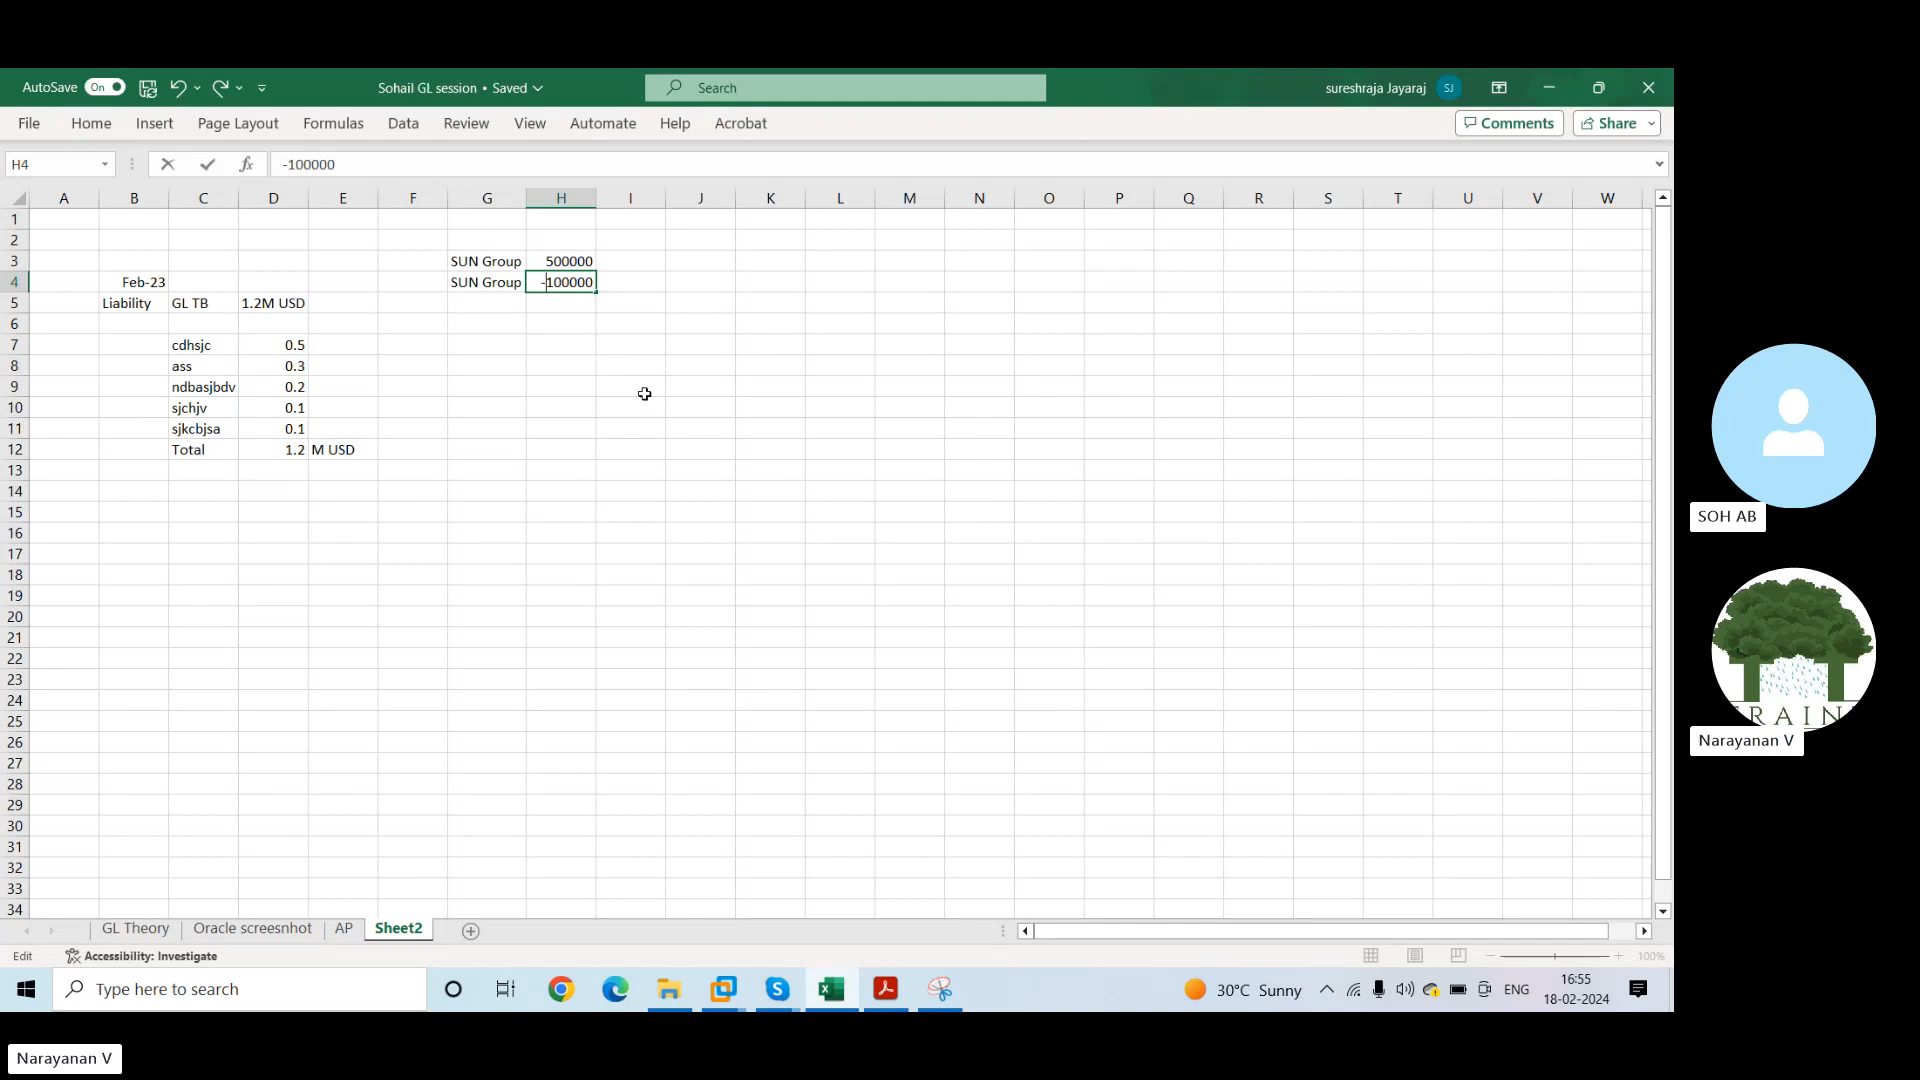 AutoSave On Sohail GL session • Saved Search sureshraja Jayaraj SJ
File Home Insert Page Layout Formulas Data Review View Automate Help Acrobat Comments Share
H4 fx -100000
A B C D E F G H I J K L M N O P Q R S T U V W
1
2
3 SUN Group 500000
4 Feb-23 SUN Group -100000
5 Liability GL TB 1.2M USD
6
7 cdhsjc 0.5
8 ass 0.3
9 ndbasjbdv 0.2
10 sjchjv 0.1
11 sjkcbjsa 0.1
12 Total 1.2 M USD
13
14
15
16
17
18
19
20
21
22
23
24
25
26
27
28
29
30
31
32
33
34
GL Theory Oracle screesnhot AP Sheet2
Edit Accessibility: Investigate 100%
Type here to search 30°C Sunny ENG 16:55
18-02-2024
SOH AB
RAIN
Narayanan V
Narayanan V